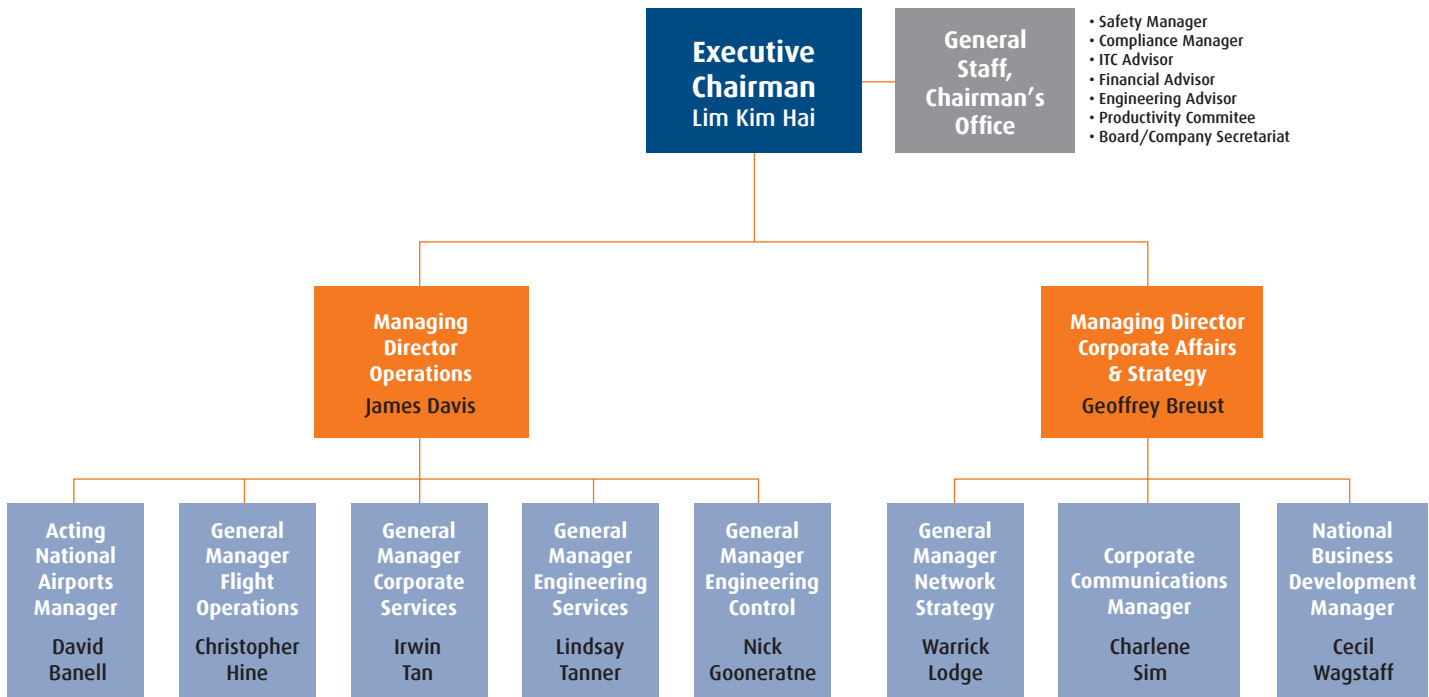 Executive
Chairman
Lim Kim Hai
General
Staff,
Chairman's
Office
• Safety Manager
• Compliance Manager
• ITC Advisor
• Financial Advisor
• Engineering Advisor
• Productivity Commitee
• Board/Company Secretariat
Managing
Director
Operations
James Davis
Managing Director
Corporate Affairs
& Strategy
Geoffrey Breust
Acting
National
Airports
Manager
David
Banell
General
Manager
Flight
Operations
Christopher
Hine
General
Manager
Corporate
Services
Irwin
Tan
General
Manager
Engineering
Services
Lindsay
Tanner
General
Manager
Engineering
Control
Nick
Gooneratne
General
Manager
Network
Strategy
Warrick
Lodge
Corporate
Communications
Manager
Charlene
Sim
National
Business
Development
Manager
Cecil
Wagstaff